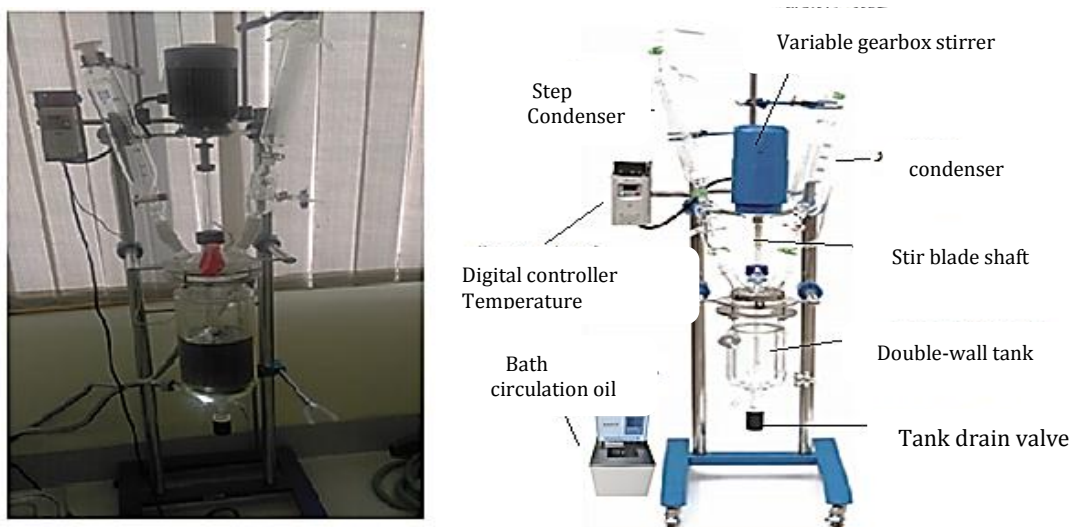 Variable gearbox stirrer
Step
Condenser
condenser
Stir blade shaft
Digital controller
Temperature
Double-wall tank
Bath
circulation oil
Tank drain valve